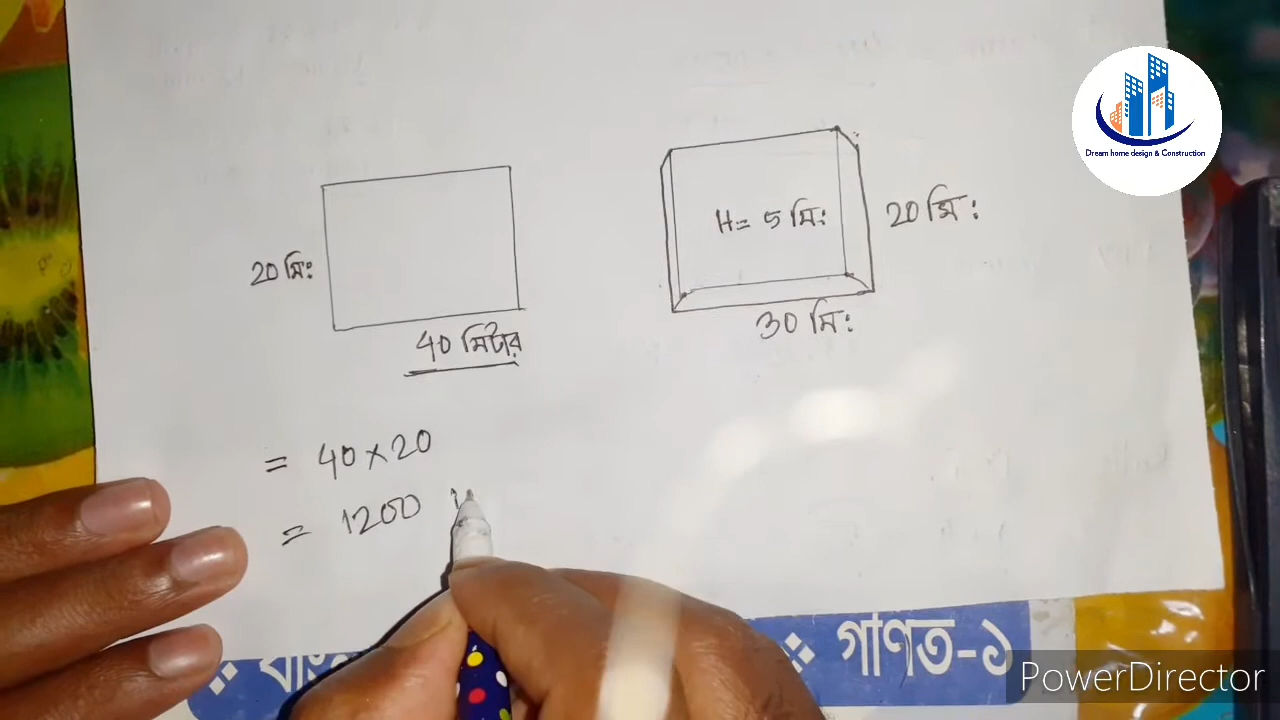 Dream home design & Construction
20 মিঃ
40 মিটার
H= 5 মিঃ
20 মিঃ
30 মিঃ
= 40×20
= 1200
❖
❖ গণিত-১
PowerDirector